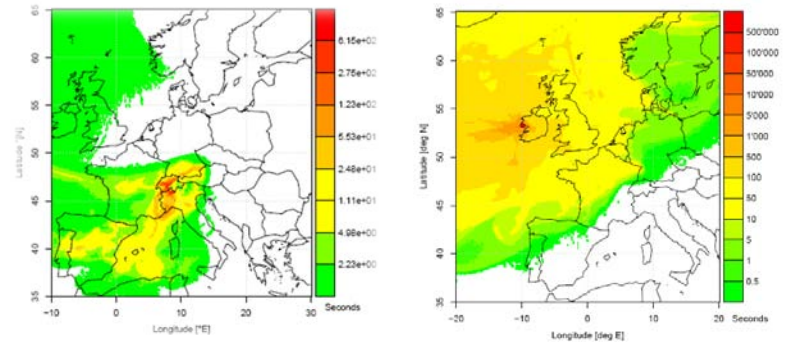 65
60
55
50
45
40
35
Latitude [°N]
-10
0
10
20
30
Longitude [°E]
6.15e+02
2.75e+02
1.23e+02
5.53e+01
2.48e+01
1.11e+01
4.98e+00
2.23e+00
Seconds
65
60
55
50
45
40
35
Latitude [deg N]
-20
-10
0
10
20
Longitude [deg E]
500'000
100'000
50'000
10'000
5'000
1'000
500
100
50
10
5
1
0.5
Seconds